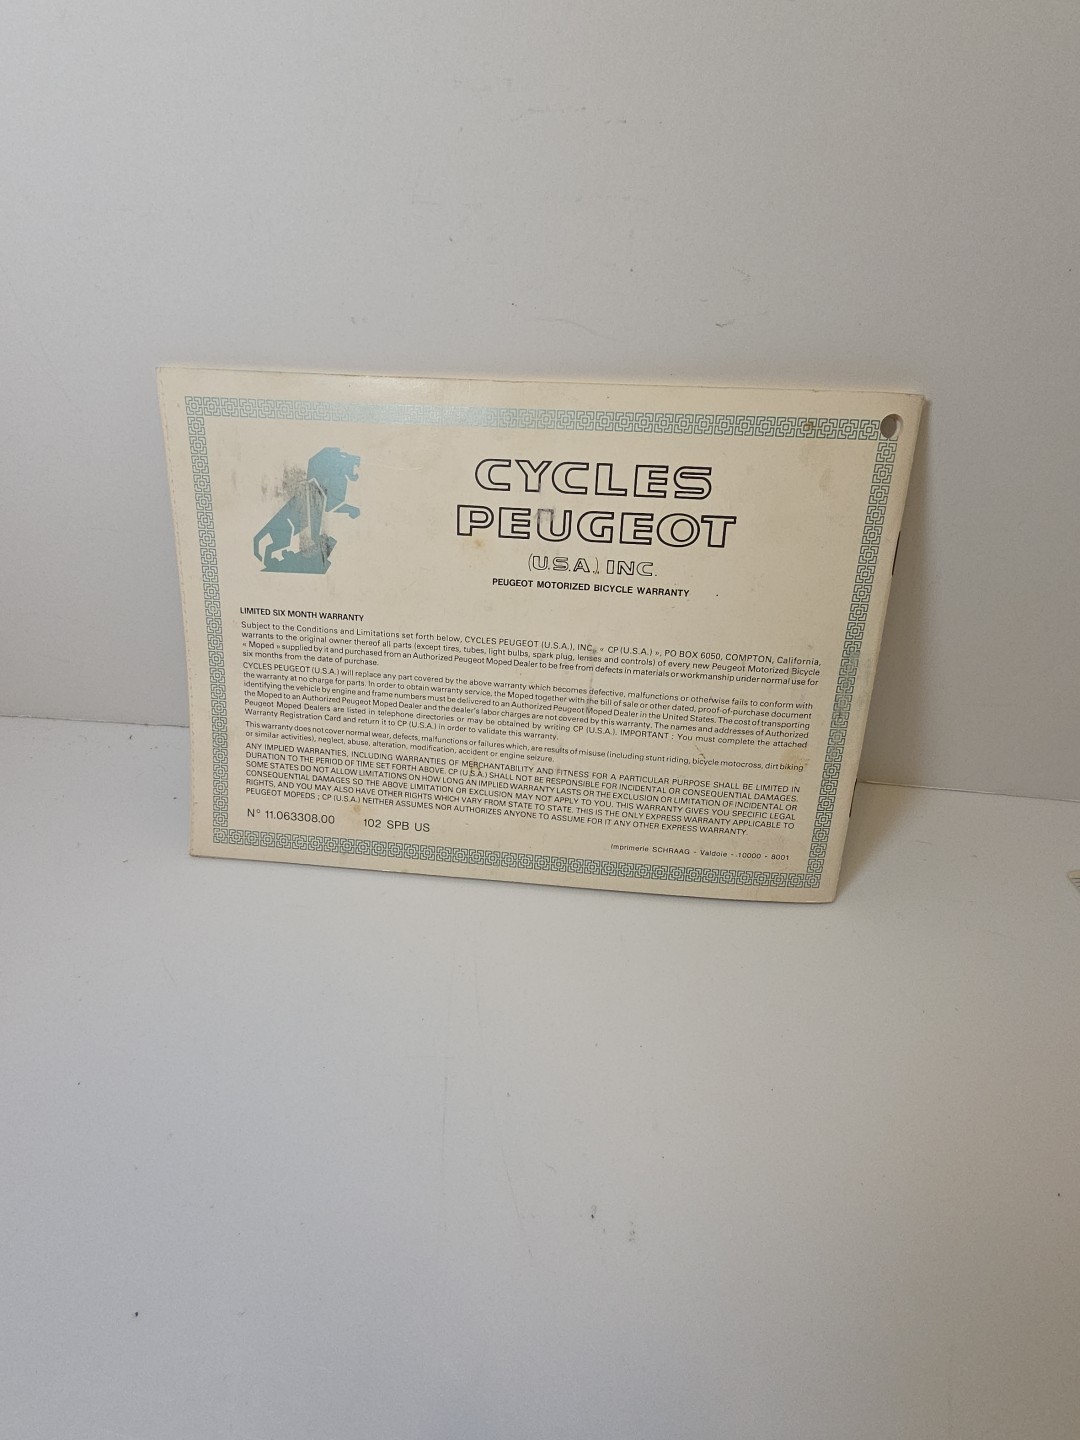 CYCLES
PEUGEOT
(U.S.A.) INC.
PEUGEOT MOTORIZED BICYCLE WARRANTY
LIMITED SIX MONTH WARRANTY
Subject to the Conditions and Limitations set forth below, CYCLES PEUGEOT (U.S.A.), INC. « CP (U.S.A.) », PO BOX 6050, COMPTON, California,
warrants to the original owner thereof all parts (except tires, tubes, light bulbs, spark plug, lenses and controls) of every new Peugeot Motorized Bicycle
« Moped » supplied by it and purchased from an Authorized Peugeot Moped Dealer to be free from defects in materials or workmanship under normal use for
six months from the date of purchase.
CYCLES PEUGEOT (U.S.A.) will replace any part covered by the above warranty which becomes defective, malfunctions or otherwise fails to conform with
the warranty at no charge for parts. In order to obtain warranty service, the Moped together with the bill of sale or other dated, proof-of-purchase document
identifying the vehicle by engine and frame numbers must be delivered to an Authorized Peugeot Moped Dealer in the United States. The cost of transporting
the Moped to an Authorized Peugeot Moped Dealer and the dealer's labor charges are not covered by this warranty. The names and addresses of Authorized
Peugeot Moped Dealers are listed in telephone directories or may be obtained by writing CP (U.S.A.). IMPORTANT : You must complete the attached
Warranty Registration Card and return it to CP (U.S.A.) in order to validate this warranty.
This warranty does not cover normal wear, defects, malfunctions or failures which, are results of misuse (including stunt riding, bicycle motocross, dirt biking
or similar activities), neglect, abuse, alteration, modification, accident or engine seizure.
ANY IMPLIED WARRANTIES, INCLUDING WARRANTIES OF MERCHANTABILITY AND FITNESS FOR A PARTICULAR PURPOSE SHALL BE LIMITED IN
DURATION TO THE PERIOD OF TIME SET FORTH ABOVE. CP (U.S.A.) SHALL NOT BE RESPONSIBLE FOR INCIDENTAL OR CONSEQUENTIAL DAMAGES.
SOME STATES DO NOT ALLOW LIMITATIONS ON HOW LONG AN IMPLIED WARRANTY LASTS OR THE EXCLUSION OR LIMITATION OF INCIDENTAL OR
CONSEQUENTIAL DAMAGES SO THE ABOVE LIMITATION OR EXCLUSION MAY NOT APPLY TO YOU. THIS WARRANTY GIVES YOU SPECIFIC LEGAL
RIGHTS, AND YOU MAY ALSO HAVE OTHER RIGHTS WHICH VARY FROM STATE TO STATE. THIS IS THE ONLY EXPRESS WARRANTY APPLICABLE TO
PEUGEOT MOPEDS ; CP (U.S.A.) NEITHER ASSUMES NOR AUTHORIZES ANYONE TO ASSUME FOR IT ANY OTHER EXPRESS WARRANTY.
N° 11.063308.00 102 SPB US
Imprimerie SCHRAAG - Valdoie - 10000 - 8001